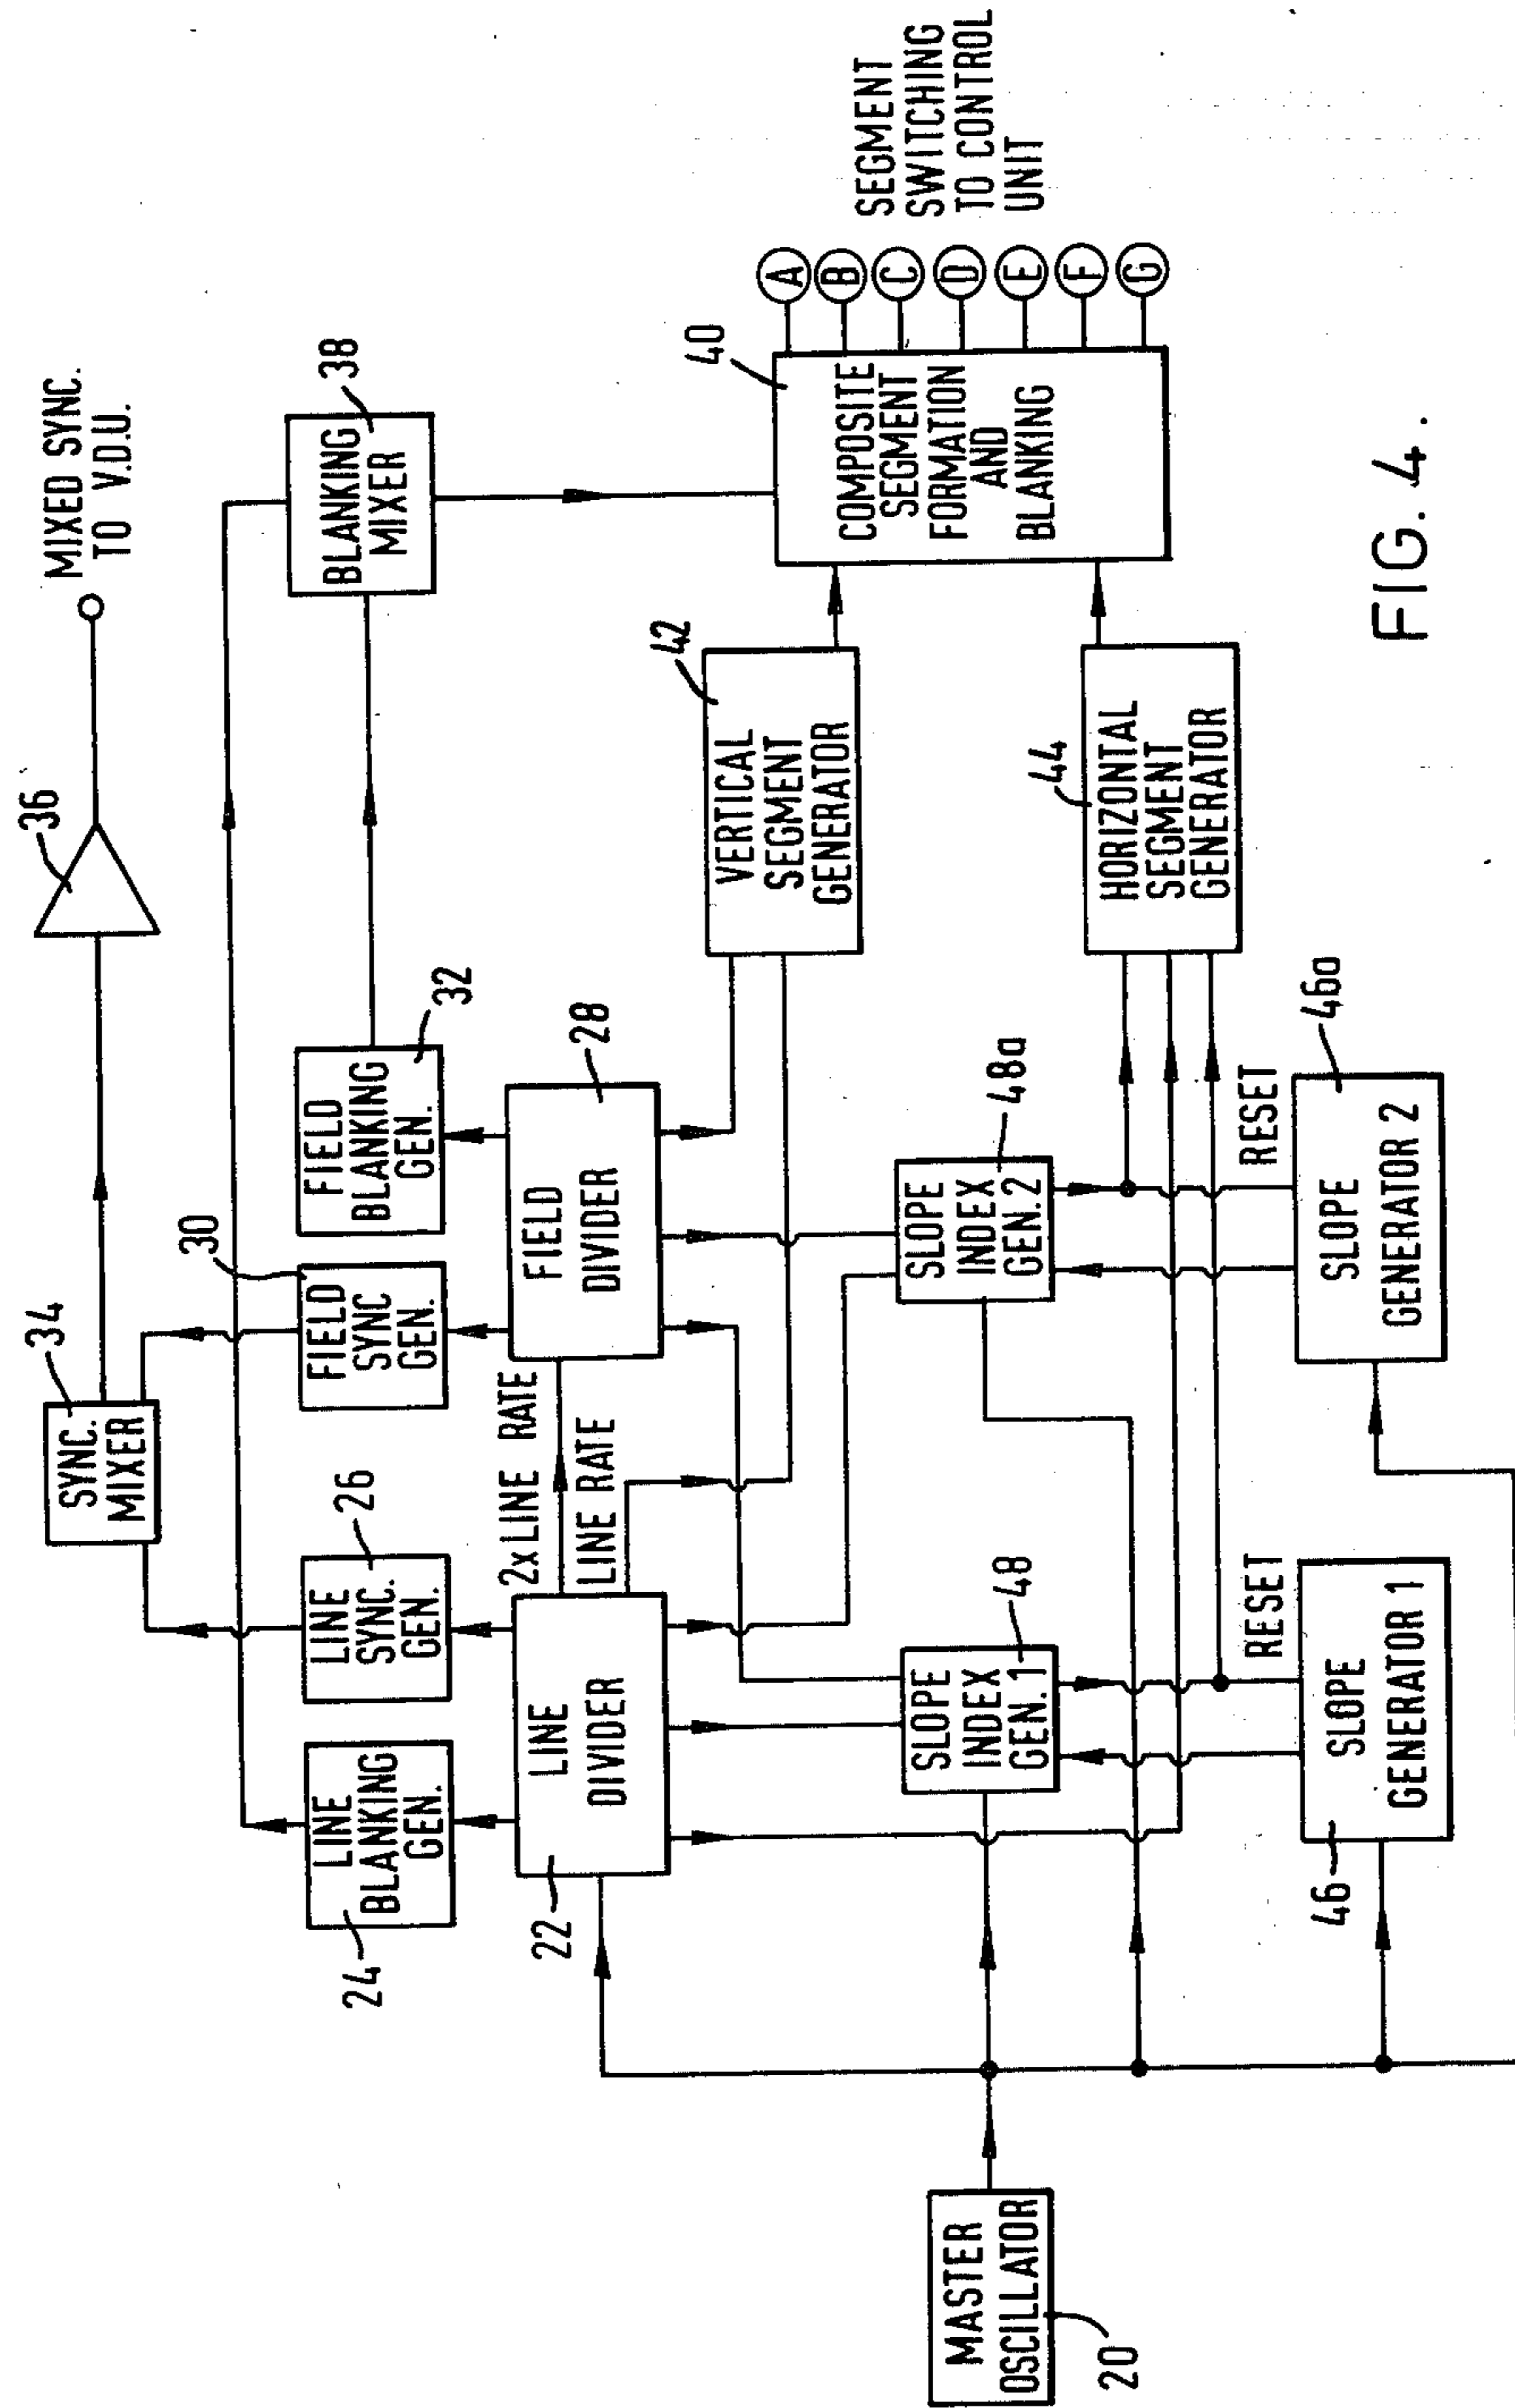 MIXED SYNC.
TO V.D.U.
36
34
SYNC.
MIXER
38
BLANKING
MIXER
24
LINE
BLANKING
GEN.
26
LINE
SYNC.
GEN.
30
FIELD
SYNC
GEN.
32
FIELD
BLANKING
GEN.
22
LINE
DIVIDER
2x LINE RATE
LINE RATE
28
FIELD
DIVIDER
42
VERTICAL
SEGMENT
GENERATOR
40
COMPOSITE
SEGMENT
FORMATION
AND
BLANKING
A
B
C
D
E
F
G
SEGMENT
SWITCHING
TO CONTROL
UNIT
20
MASTER
OSCILLATOR
48
SLOPE
INDEX
GEN.1
48a
SLOPE
INDEX
GEN.2
44
HORIZONTAL
SEGMENT
GENERATOR
RESET
46
SLOPE
GENERATOR 1
RESET
46a
SLOPE
GENERATOR 2
FIG. 4.